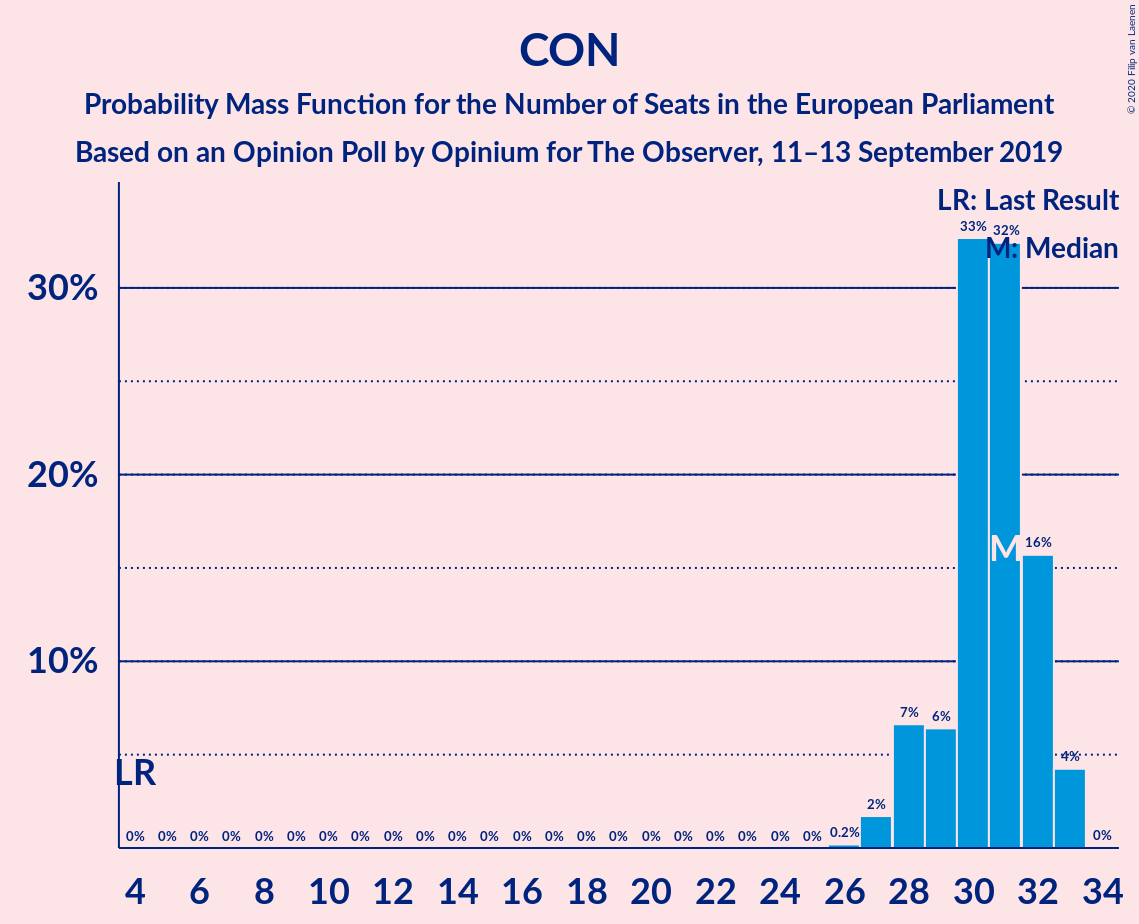 CON
Probability Mass Function for the Number of Seats in the European Parliament
Based on an Opinion Poll by Opinium for The Observer, 11–13 September 2019
© 2020 Filip van Laenen
LR: Last Result
M: Median
33% 32%
30%
20%
M 16%
10%
7% 6%
4%
LR
2%
0% 0% 0% 0% 0% 0% 0% 0% 0% 0% 0% 0% 0% 0% 0% 0% 0% 0% 0% 0% 0% 0% 0.2% 0%
4 6 8 10 12 14 16 18 20 22 24 26 28 30 32 34